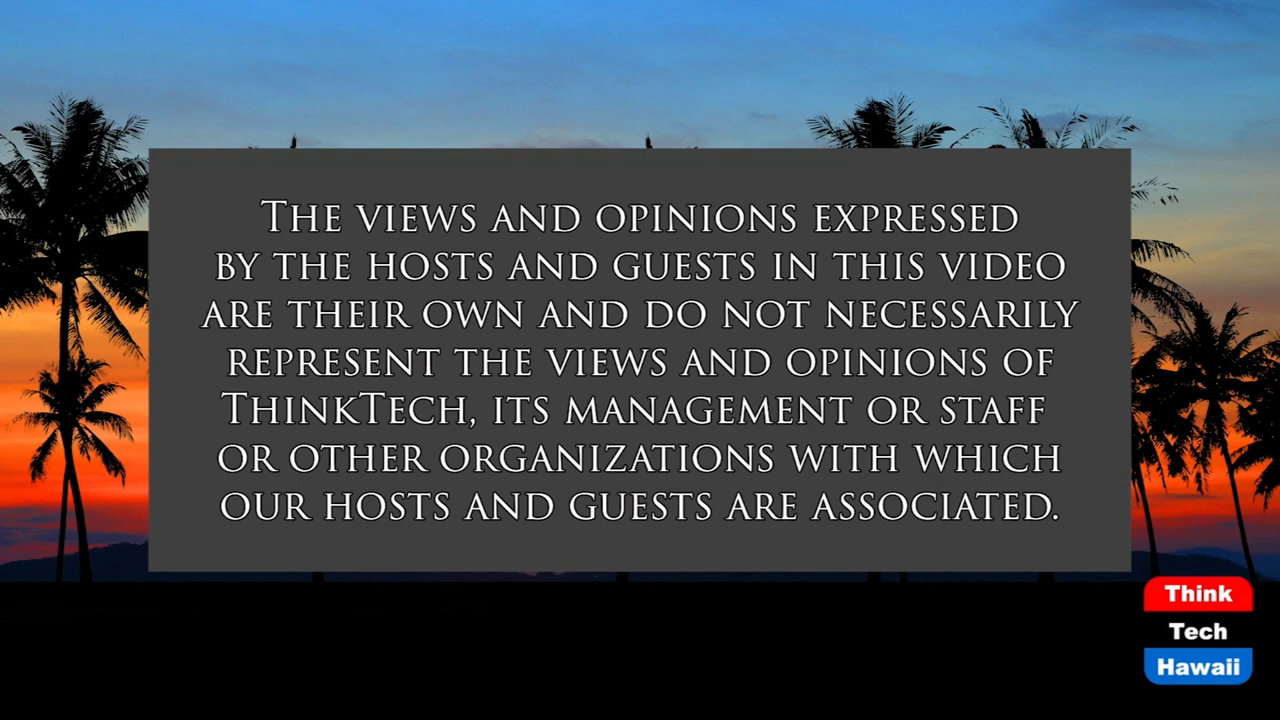 The views and opinions expressed
by the hosts and guests in this video
are their own and do not necessarily
represent the views and opinions of
ThinkTech, its management or staff
or other organizations with which
our hosts and guests are associated.
Think
Tech
Hawaii